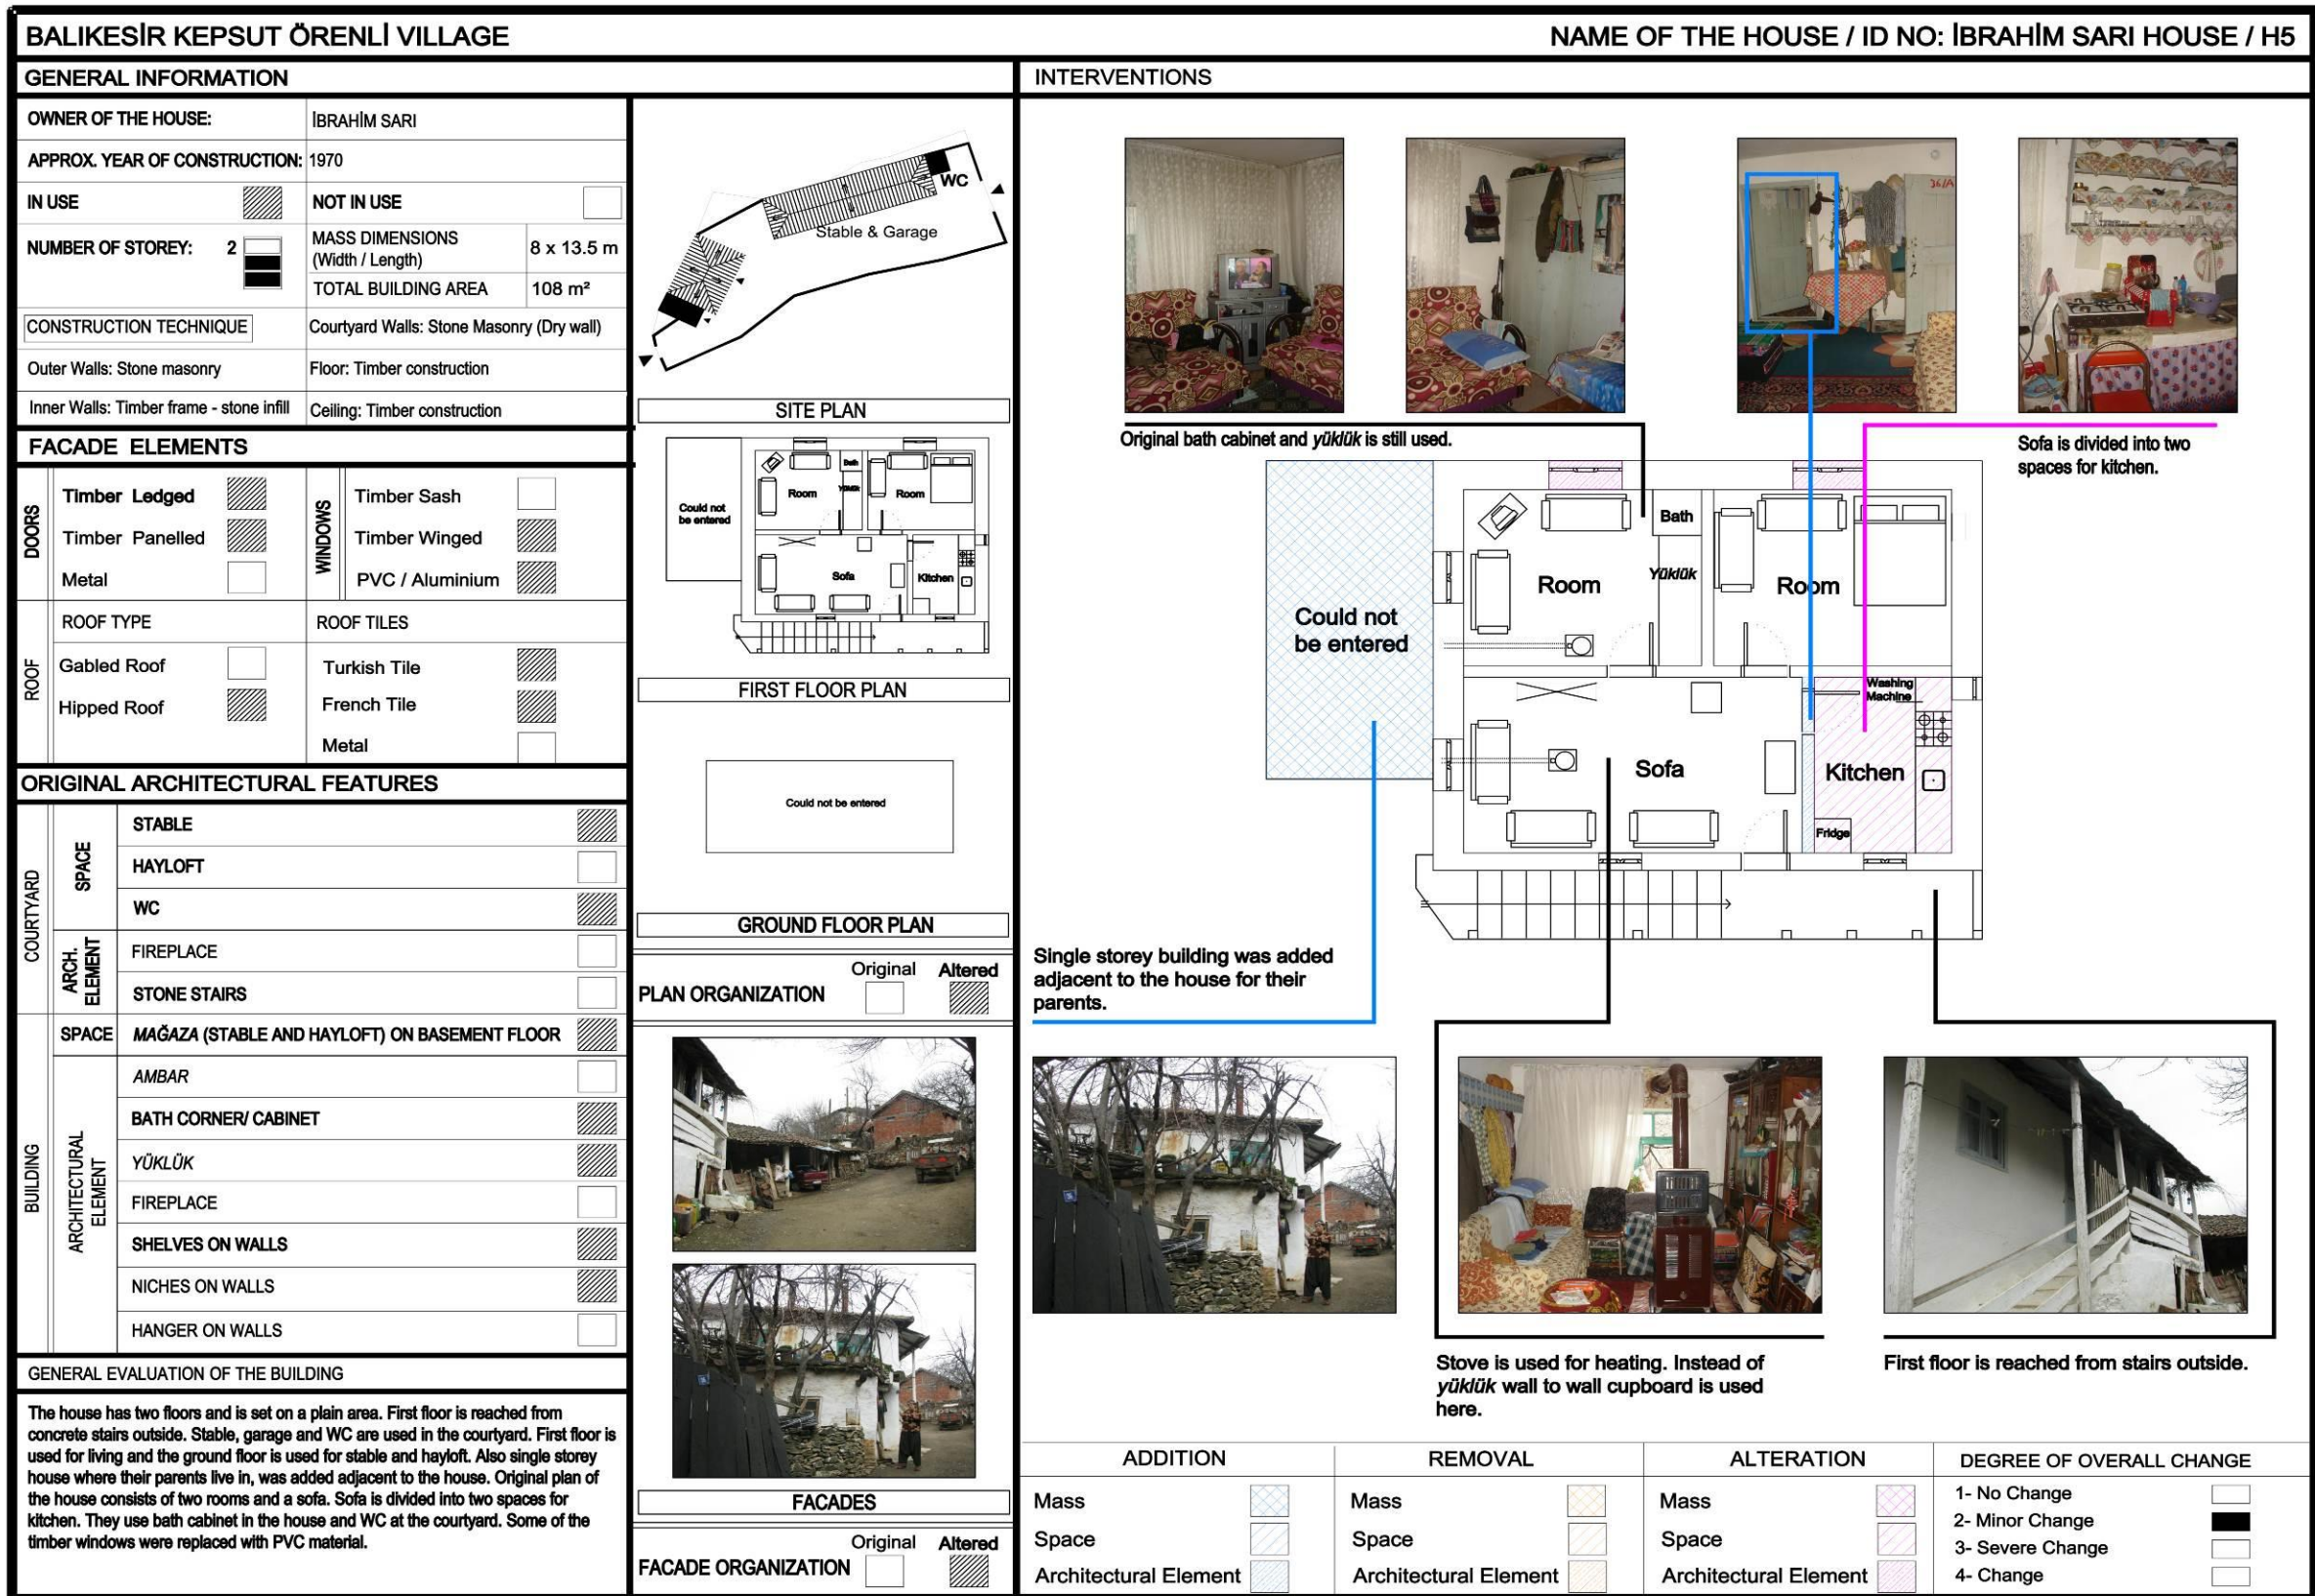 BALIKESİR KEPSUT ÖRENLİ VILLAGE
NAME OF THE HOUSE / ID NO: İBRAHİM SARI HOUSE / H5
GENERAL INFORMATION
OWNER OF THE HOUSE:
İBRAHİM SARI
APPROX. YEAR OF CONSTRUCTION:
1970
IN USE
NOT IN USE
NUMBER OF STOREY: 2
MASS DIMENSIONS
(Width / Length)
8 x 13.5 m
TOTAL BUILDING AREA
108 m²
CONSTRUCTION TECHNIQUE
Courtyard Walls: Stone Masonry (Dry wall)
Outer Walls: Stone masonry
Floor: Timber construction
Inner Walls: Timber frame - stone infill
Ceiling: Timber construction
FACADE ELEMENTS
DOORS
Timber Ledged
Timber Panelled
Metal
WINDOWS
Timber Sash
Timber Winged
PVC / Aluminium
ROOF
ROOF TYPE
ROOF TILES
Gabled Roof
Turkish Tile
Hipped Roof
French Tile
Metal
ORIGINAL ARCHITECTURAL FEATURES
COURTYARD
SPACE
STABLE
HAYLOFT
WC
ARCH.
ELEMENT
FIREPLACE
STONE STAIRS
BUILDING
SPACE
MAĞAZA (STABLE AND HAYLOFT) ON BASEMENT FLOOR
ARCHITECTURAL
ELEMENT
AMBAR
BATH CORNER/ CABINET
YÜKLÜK
FIREPLACE
SHELVES ON WALLS
NICHES ON WALLS
HANGER ON WALLS
GENERAL EVALUATION OF THE BUILDING
The house has two floors and is set on a plain area. First floor is reached from
concrete stairs outside. Stable, garage and WC are used in the courtyard. First floor is
used for living and the ground floor is used for stable and hayloft. Also single storey
house where their parents live in, was added adjacent to the house. Original plan of
the house consists of two rooms and a sofa. Sofa is divided into two spaces for
kitchen. They use bath cabinet in the house and WC at the courtyard. Some of the
timber windows were replaced with PVC material.
WC
Stable & Garage
SITE PLAN
Could not
be entered
Room
Bath
Yüklük
Room
Sofa
Kitchen
FIRST FLOOR PLAN
Could not be entered
GROUND FLOOR PLAN
PLAN ORGANIZATION
Original
Altered
FACADES
FACADE ORGANIZATION
Original
Altered
INTERVENTIONS
36/A
Original bath cabinet and yüklük is still used.
Sofa is divided into two
spaces for kitchen.
Could not
be entered
Room
Bath
Yüklük
Room
Washing
Machine
Sofa
Kitchen
Fridge
Single storey building was added
adjacent to the house for their
parents.
Stove is used for heating. Instead of
yüklük wall to wall cupboard is used
here.
First floor is reached from stairs outside.
ADDITION
Mass
Space
Architectural Element
REMOVAL
Mass
Space
Architectural Element
ALTERATION
Mass
Space
Architectural Element
DEGREE OF OVERALL CHANGE
1- No Change
2- Minor Change
3- Severe Change
4- Change